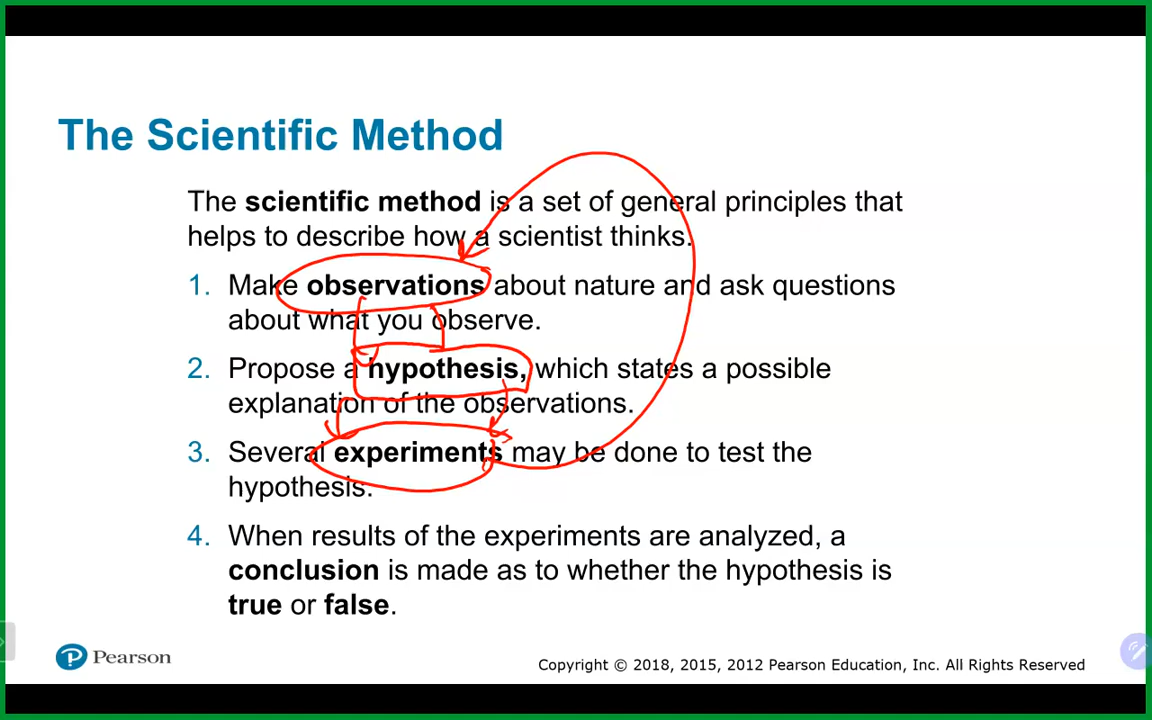 The Scientific Method
The scientific method is a set of general principles that
helps to describe how a scientist thinks.
1. Make observations about nature and ask questions
about what you observe.
2. Propose a hypothesis, which states a possible
explanation of the observations.
3. Several experiments may be done to test the
hypothesis.
4. When results of the experiments are analyzed, a
conclusion is made as to whether the hypothesis is
true or false.
Pearson
Copyright © 2018, 2015, 2012 Pearson Education, Inc. All Rights Reserved